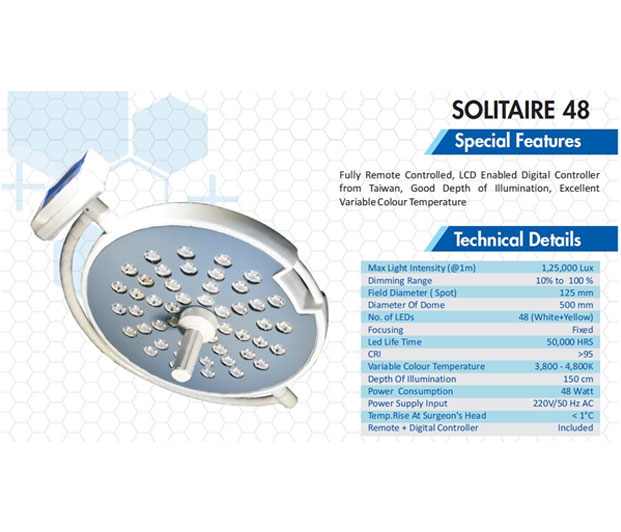 SOLITAIRE 48
Special Features
Fully Remote Controlled, LCD Enabled Digital Controller
from Taiwan, Good Depth of Illumination, Excellent
Variable Colour Temperature
Technical Details
Max Light Intensity (@1m) 1,25,000 Lux
Dimming Range 10% to 100 %
Field Diameter ( Spot) 125 mm
Diameter Of Dome 500 mm
No. of LEDs 48 (White+Yellow)
Focusing Fixed
Led Life Time 50,000 HRS
CRI >95
Variable Colour Temperature 3,800 - 4,800K
Depth Of Illumination 150 cm
Power Consumption 48 Watt
Power Supply Input 220V/50 Hz AC
Temp.Rise At Surgeon's Head < 1°C
Remote + Digital Controller Included